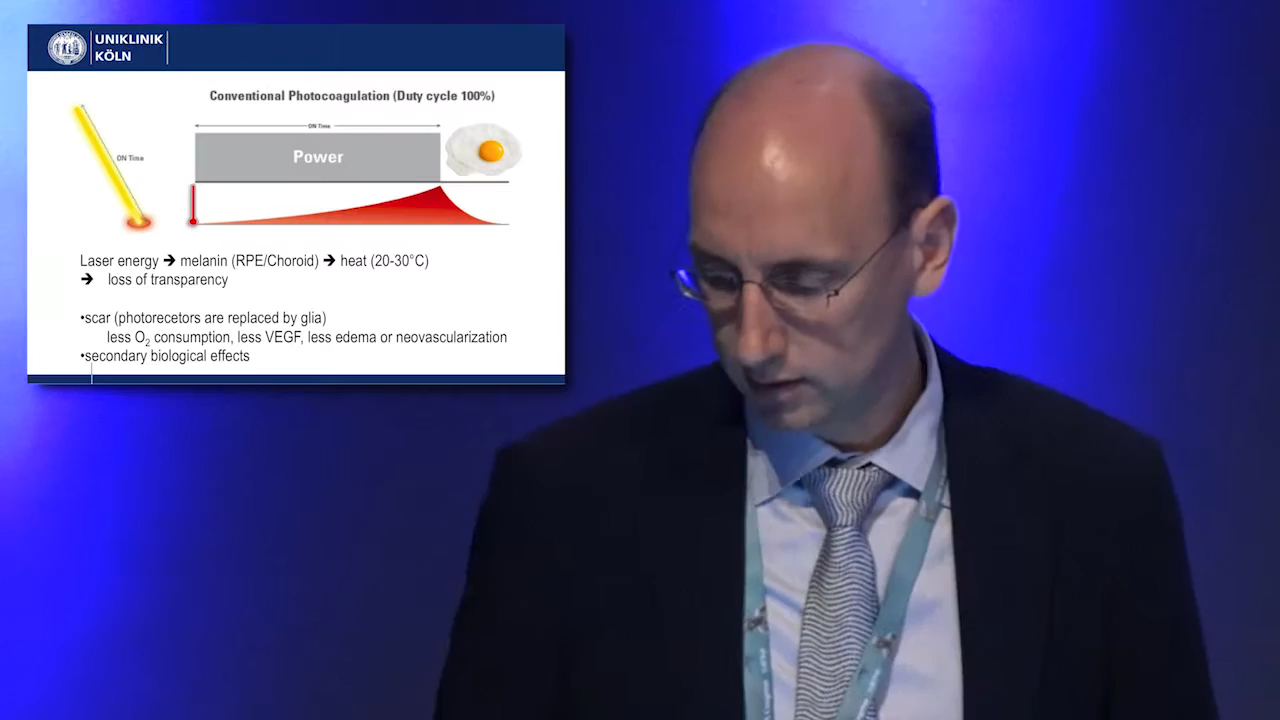 UNIKLINIK
KÖLN
Conventional Photocoagulation (Duty cycle 100%)
ON Time
ON Time
Power
Laser energy ➔ melanin (RPE/Choroid) ➔ heat (20-30°C)
➔ loss of transparency
•scar (photorecetors are replaced by glia)
less O₂ consumption, less VEGF, less edema or neovascularization
•secondary biological effects